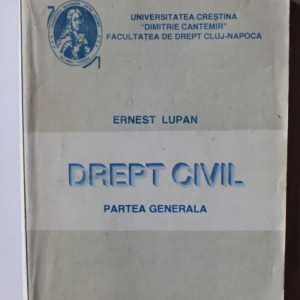 UNIVERSITATEA CREȘTINA
"DIMITRIE CANTEMIR"
FACULTATEA DE DREPT CLUJ-NAPOCA
ERNEST LUPAN
DREPT CIVIL
PARTEA GENERALA